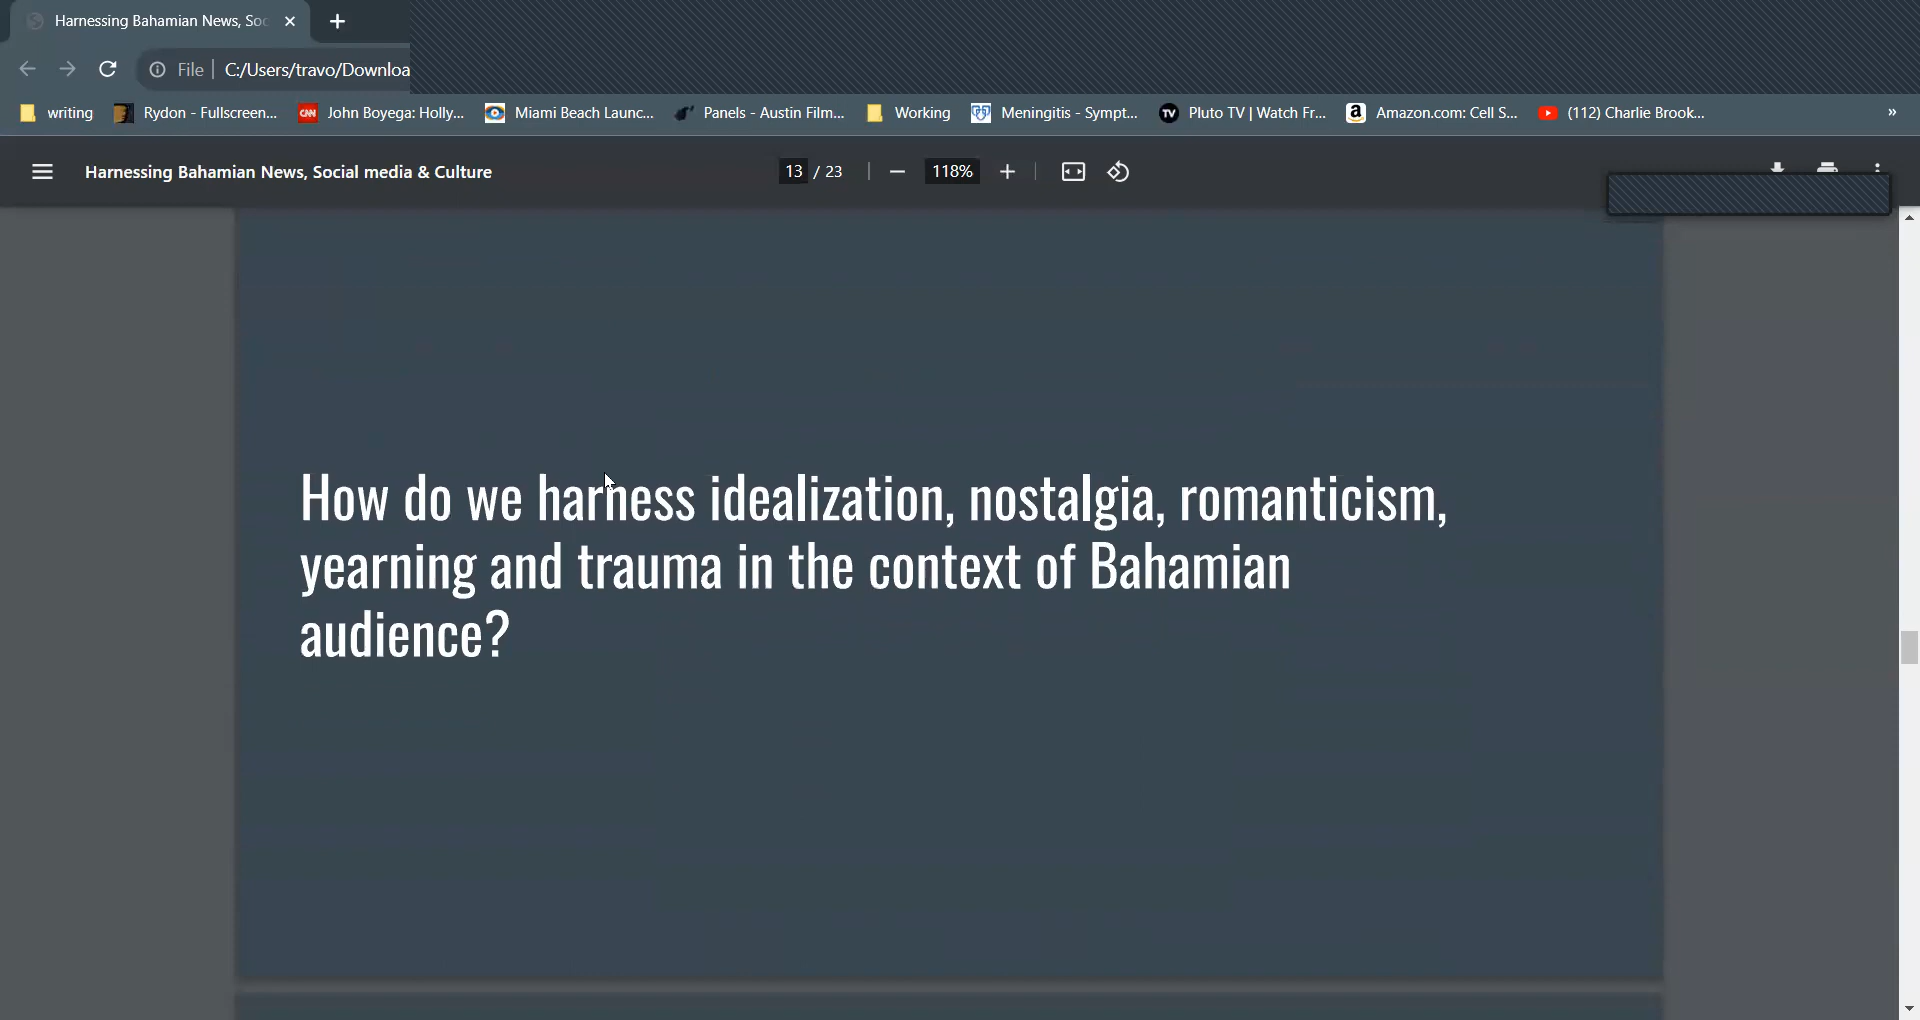 Harnessing Bahamian News, Soc
File
C:/Users/travo/Downloa
writing
Rydon - Fullscreen...
CNN
John Boyega: Holly...
Miami Beach Launc...
Panels - Austin Film...
Working
Meningitis - Sympt...
TV
Pluto TV | Watch Fr...
a
Amazon.com: Cell S...
(112) Charlie Brook...
»
Harnessing Bahamian News, Social media & Culture
13 / 23
118%
How do we harness idealization, nostalgia, romanticism,
yearning and trauma in the context of Bahamian
audience?